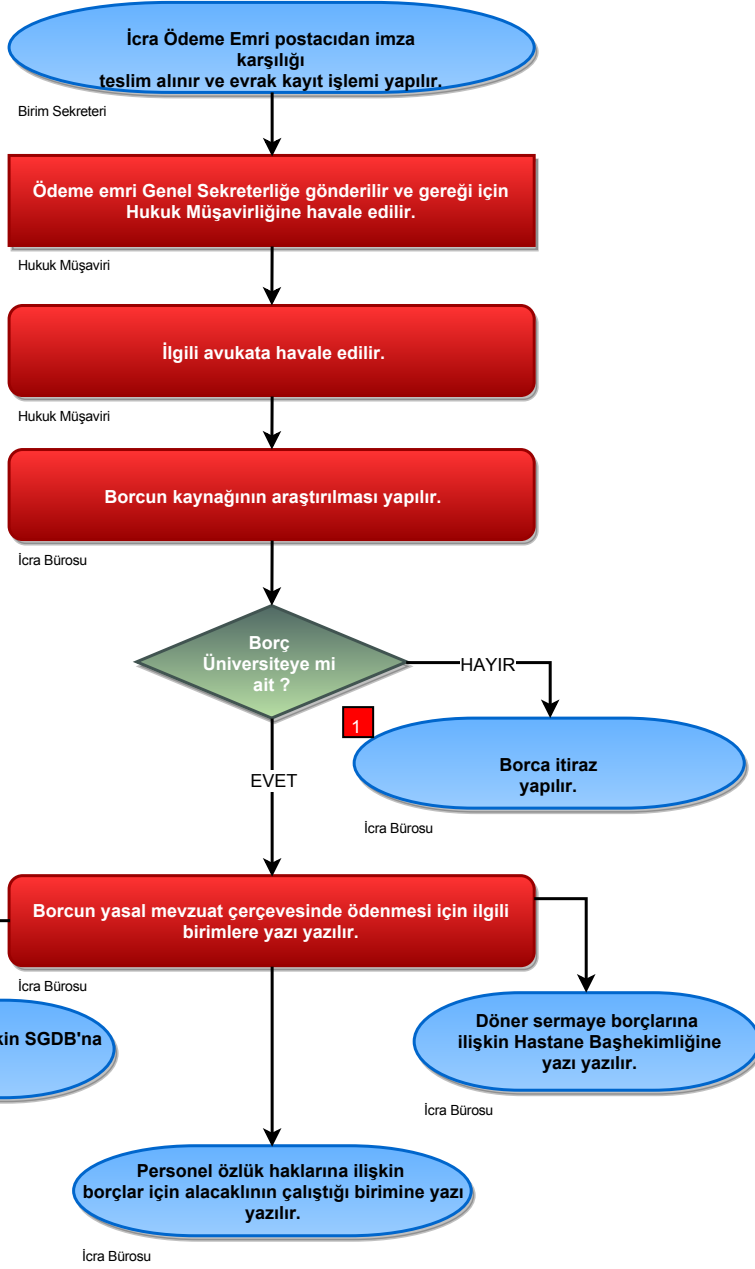 İcra Ödeme Emri postacıdan imza
karşılığı
teslim alınır ve evrak kayıt işlemi yapılır.
Birim Sekreteri
Ödeme emri Genel Sekreterliğe gönderilir ve gereği için
Hukuk Müşavirliğine havale edilir.
Hukuk Müşaviri
İlgili avukata havale edilir.
Hukuk Müşaviri
Borcun kaynağının araştırılması yapılır.
İcra Bürosu
Borç
Üniversiteye mi
ait ?
HAYIR
1
Borca itiraz
yapılır.
İcra Bürosu
EVET
Borcun yasal mevzuat çerçevesinde ödenmesi için ilgili
birimlere yazı yazılır.
İcra Bürosu
SGDB'na
Döner sermaye borçlarına
ilişkin Hastane Başhekimliğine
yazı yazılır.
İcra Bürosu
Personel özlük haklarına ilişkin
borçlar için alacaklının çalıştığı birimine yazı
yazılır.
İcra Bürosu